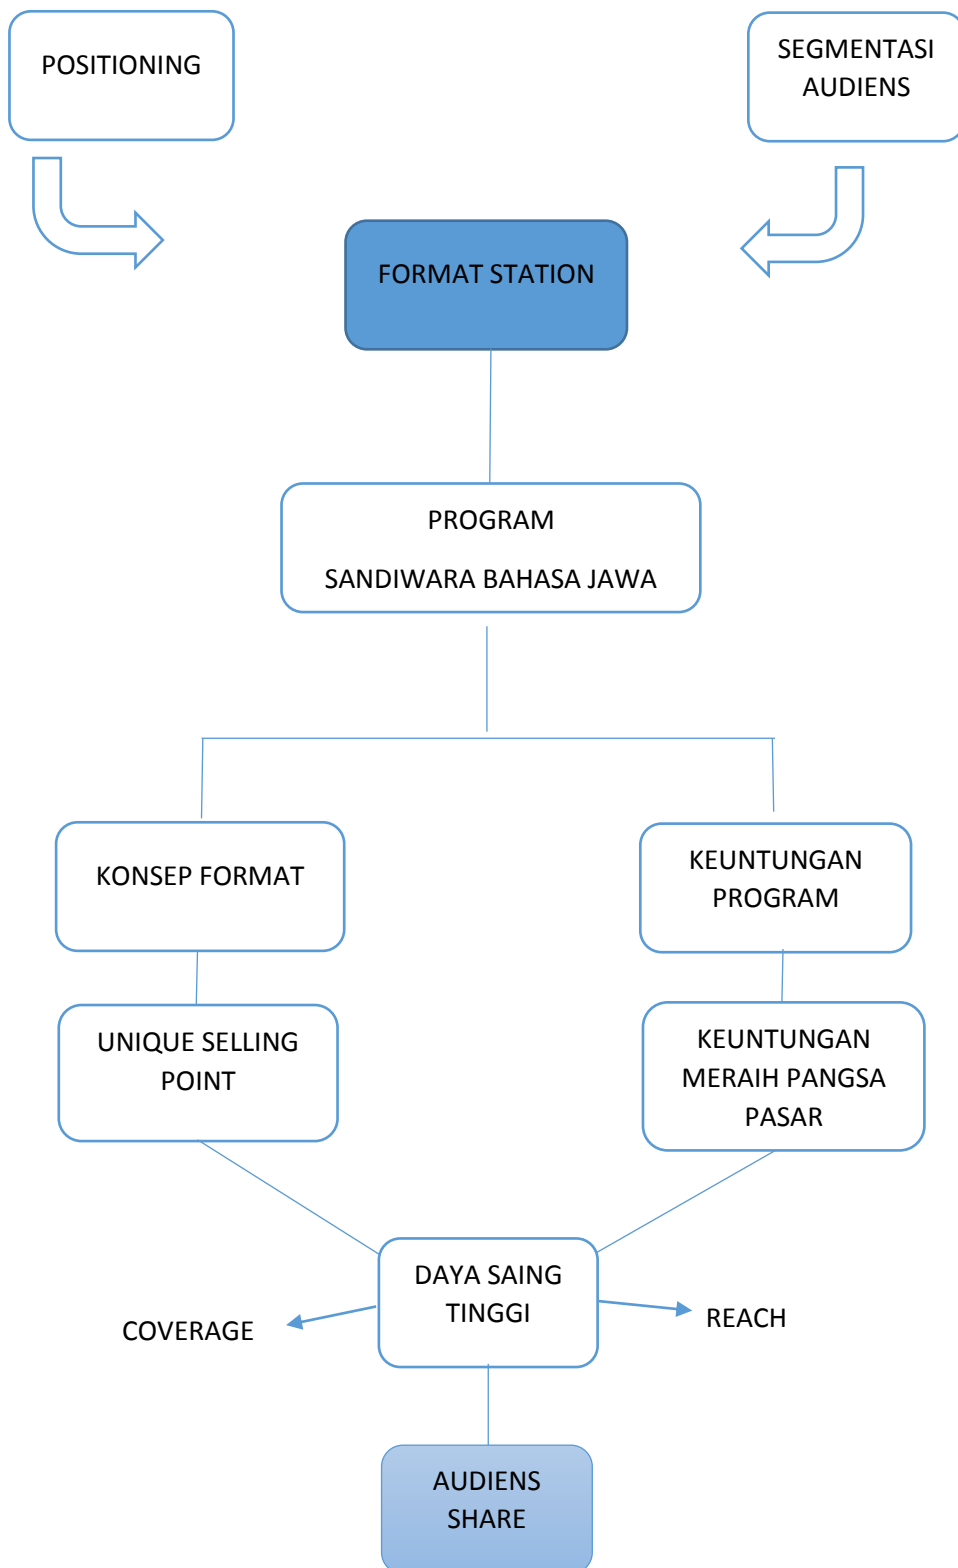 POSITIONING
SEGMENTASI
AUDIENS
FORMAT STATION
PROGRAM
SANDIWARA BAHASA JAWA
KONSEP FORMAT
KEUNTUNGAN
PROGRAM
UNIQUE SELLING
POINT
KEUNTUNGAN
MERAIH PANGSA
PASAR
DAYA SAING
TINGGI
COVERAGE
REACH
AUDIENS
SHARE